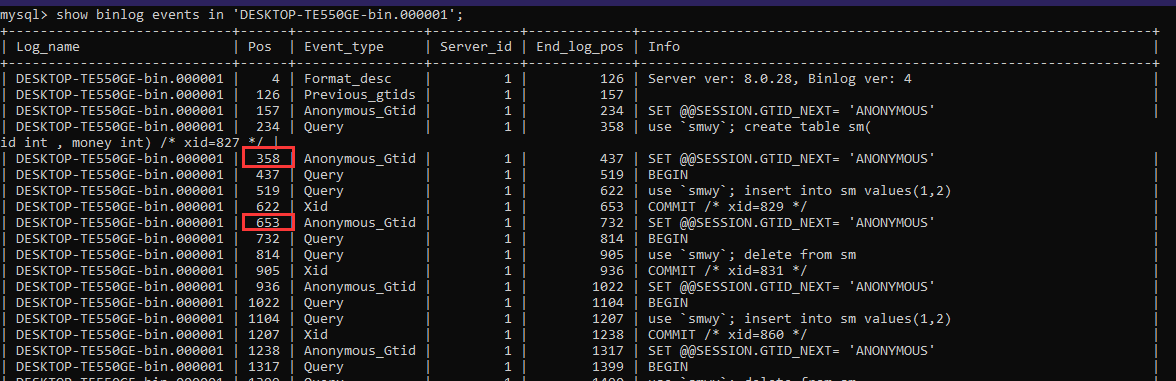 mysql> show binlog events in 'DESKTOP-TE550GE-bin.000001';
+----------------------------+------+----------------+-----------+-------------+----------------------------------------------------------------+
| Log_name | Pos | Event_type | Server_id | End_log_pos | Info |
+----------------------------+------+----------------+-----------+-------------+----------------------------------------------------------------+
| DESKTOP-TE550GE-bin.000001 | 4 | Format_desc | 1 | 126 | Server ver: 8.0.28, Binlog ver: 4 |
| DESKTOP-TE550GE-bin.000001 | 126 | Previous_gtids | 1 | 157 | |
| DESKTOP-TE550GE-bin.000001 | 157 | Anonymous_Gtid | 1 | 234 | SET @@SESSION.GTID_NEXT= 'ANONYMOUS' |
| DESKTOP-TE550GE-bin.000001 | 234 | Query | 1 | 358 | use `smwy`; create table sm(
id int , money int) /* xid=827 */ |
| DESKTOP-TE550GE-bin.000001 | 358 | Anonymous_Gtid | 1 | 437 | SET @@SESSION.GTID_NEXT= 'ANONYMOUS' |
| DESKTOP-TE550GE-bin.000001 | 437 | Query | 1 | 519 | BEGIN |
| DESKTOP-TE550GE-bin.000001 | 519 | Query | 1 | 622 | use `smwy`; insert into sm values(1,2) |
| DESKTOP-TE550GE-bin.000001 | 622 | Xid | 1 | 653 | COMMIT /* xid=829 */ |
| DESKTOP-TE550GE-bin.000001 | 653 | Anonymous_Gtid | 1 | 732 | SET @@SESSION.GTID_NEXT= 'ANONYMOUS' |
| DESKTOP-TE550GE-bin.000001 | 732 | Query | 1 | 814 | BEGIN |
| DESKTOP-TE550GE-bin.000001 | 814 | Query | 1 | 905 | use `smwy`; delete from sm |
| DESKTOP-TE550GE-bin.000001 | 905 | Xid | 1 | 936 | COMMIT /* xid=831 */ |
| DESKTOP-TE550GE-bin.000001 | 936 | Anonymous_Gtid | 1 | 1022 | SET @@SESSION.GTID_NEXT= 'ANONYMOUS' |
| DESKTOP-TE550GE-bin.000001 | 1022 | Query | 1 | 1104 | BEGIN |
| DESKTOP-TE550GE-bin.000001 | 1104 | Query | 1 | 1207 | use `smwy`; insert into sm values(1,2) |
| DESKTOP-TE550GE-bin.000001 | 1207 | Xid | 1 | 1238 | COMMIT /* xid=860 */ |
| DESKTOP-TE550GE-bin.000001 | 1238 | Anonymous_Gtid | 1 | 1317 | SET @@SESSION.GTID_NEXT= 'ANONYMOUS' |
| DESKTOP-TE550GE-bin.000001 | 1317 | Query | 1 | 1399 | BEGIN |